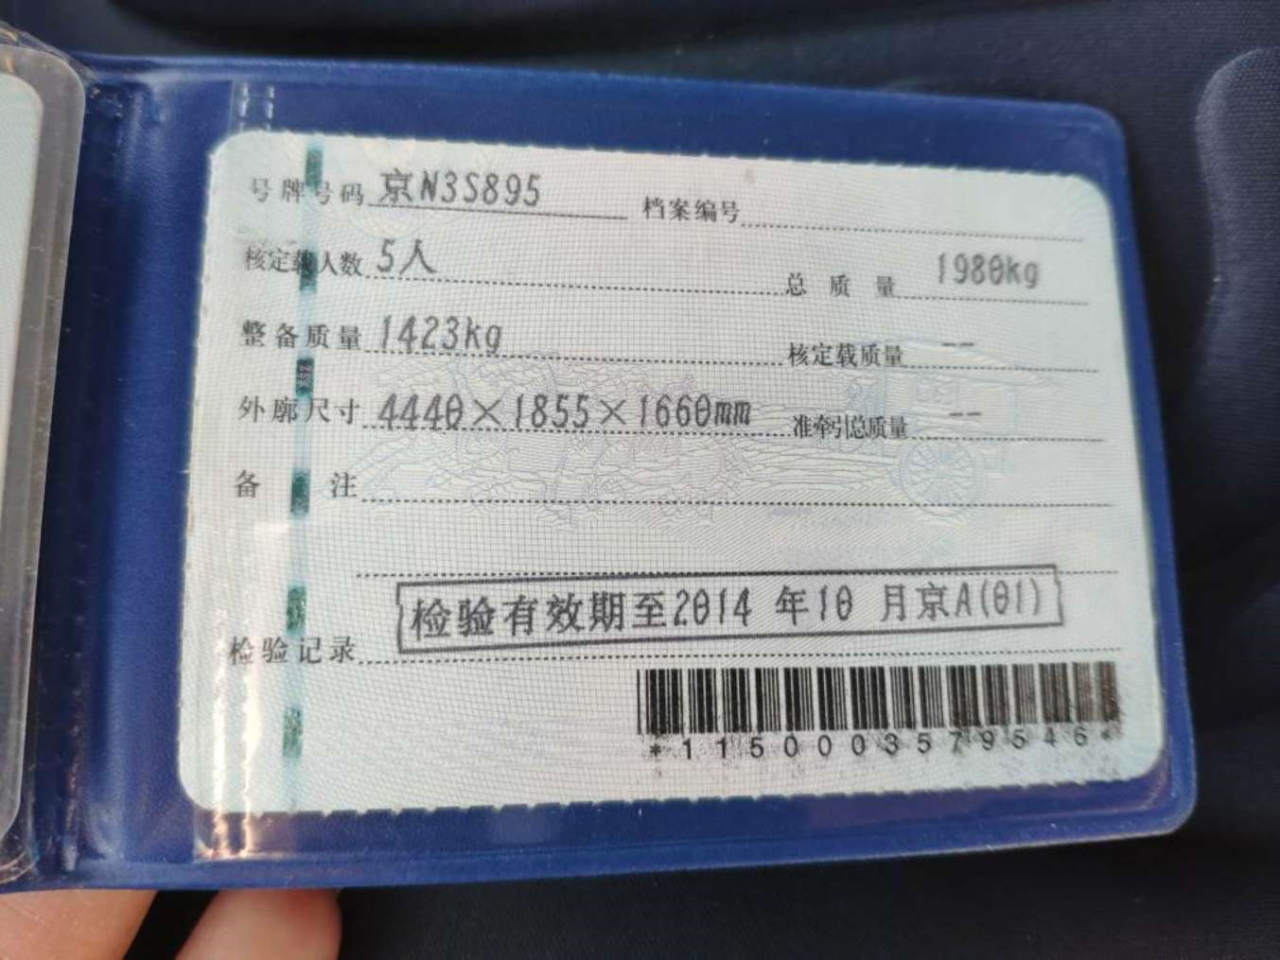 号牌号码 京N3S895 档案编号
核定载人数 5人 总质量 1980kg
整备质量 1423kg 核定载质量 --
外廓尺寸 4440×1855×1660mm 准牵引总质量 --
备注
检验有效期至2014 年10 月京A(01)
检验记录
*1150003579546*